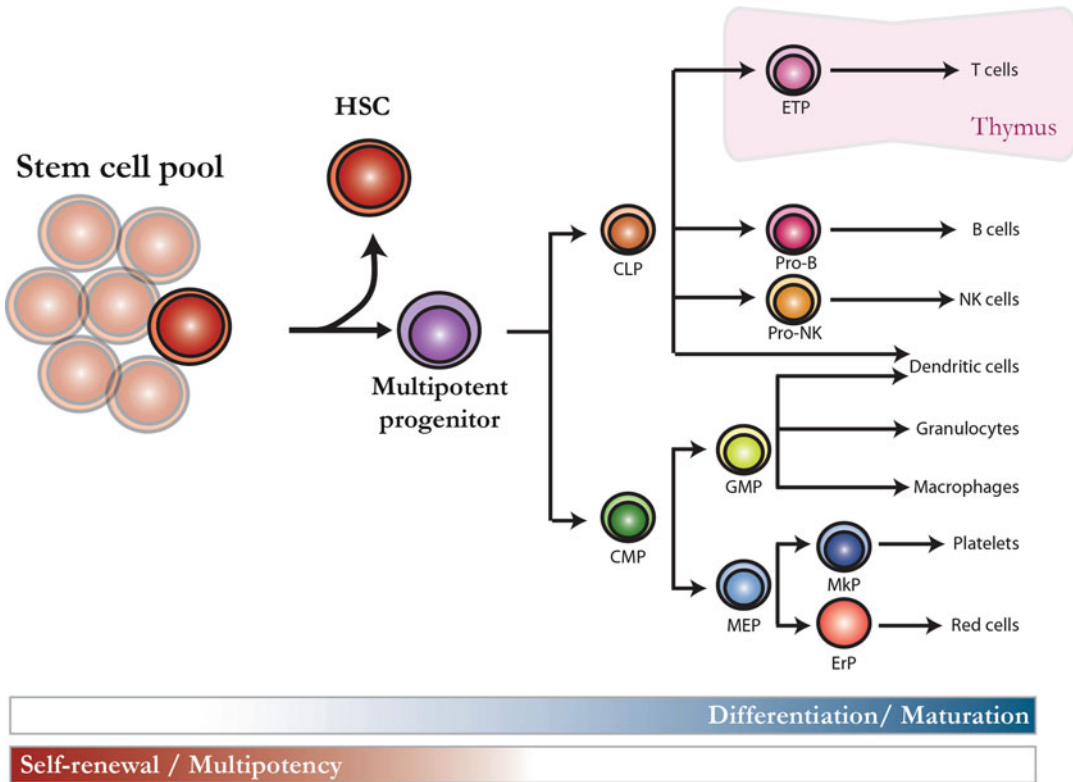 HSC
Stem cell pool
Multipotent
progenitor
CLP
CMP
ETP
T cells
Thymus
Pro-B
B cells
Pro-NK
NK cells
Dendritic cells
GMP
Granulocytes
Macrophages
MEP
MkP
Platelets
ErP
Red cells
Differentiation/ Maturation
Self-renewal / Multipotency